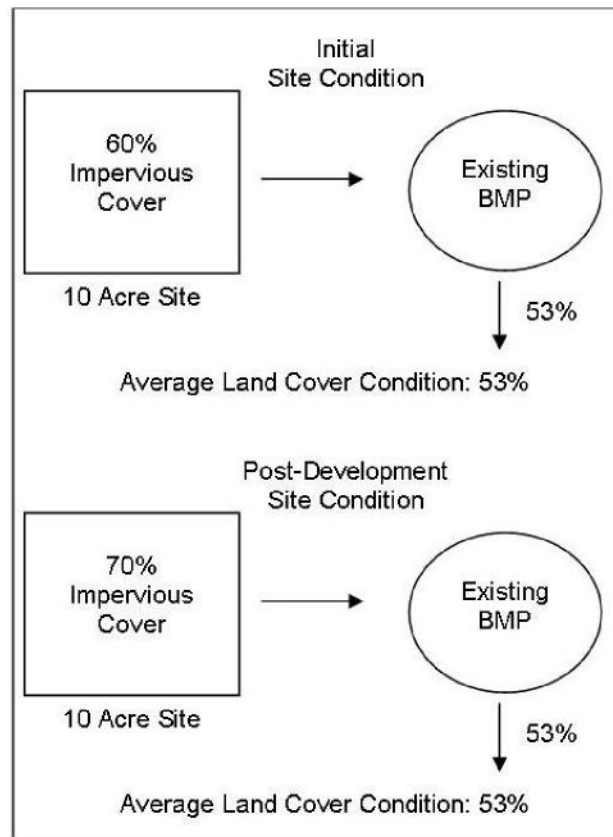 Initial
Site Condition
60%
Impervious
Cover
Existing
BMP
10 Acre Site
53%
Average Land Cover Condition: 53%
Post-Development
Site Condition
70%
Impervious
Cover
Existing
BMP
10 Acre Site
53%
Average Land Cover Condition: 53%